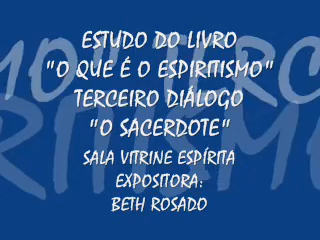 ESTUDO DO LIVRO
"O QUE É O ESPIRITISMO"
TERCEIRO DIÁLOGO
"O SACERDOTE"
SALA VITRINE ESPÍRITA
EXPOSITORA:
BETH ROSADO